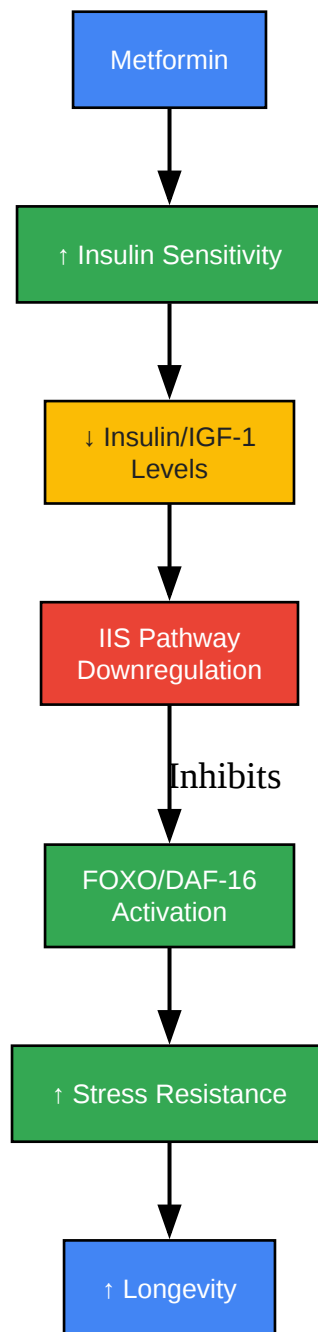 Metformin
↑ Insulin Sensitivity
↓ Insulin/IGF-1
Levels
IIS Pathway
Downregulation
Inhibits
FOXO/DAF-16
Activation
↑ Stress Resistance
↑ Longevity